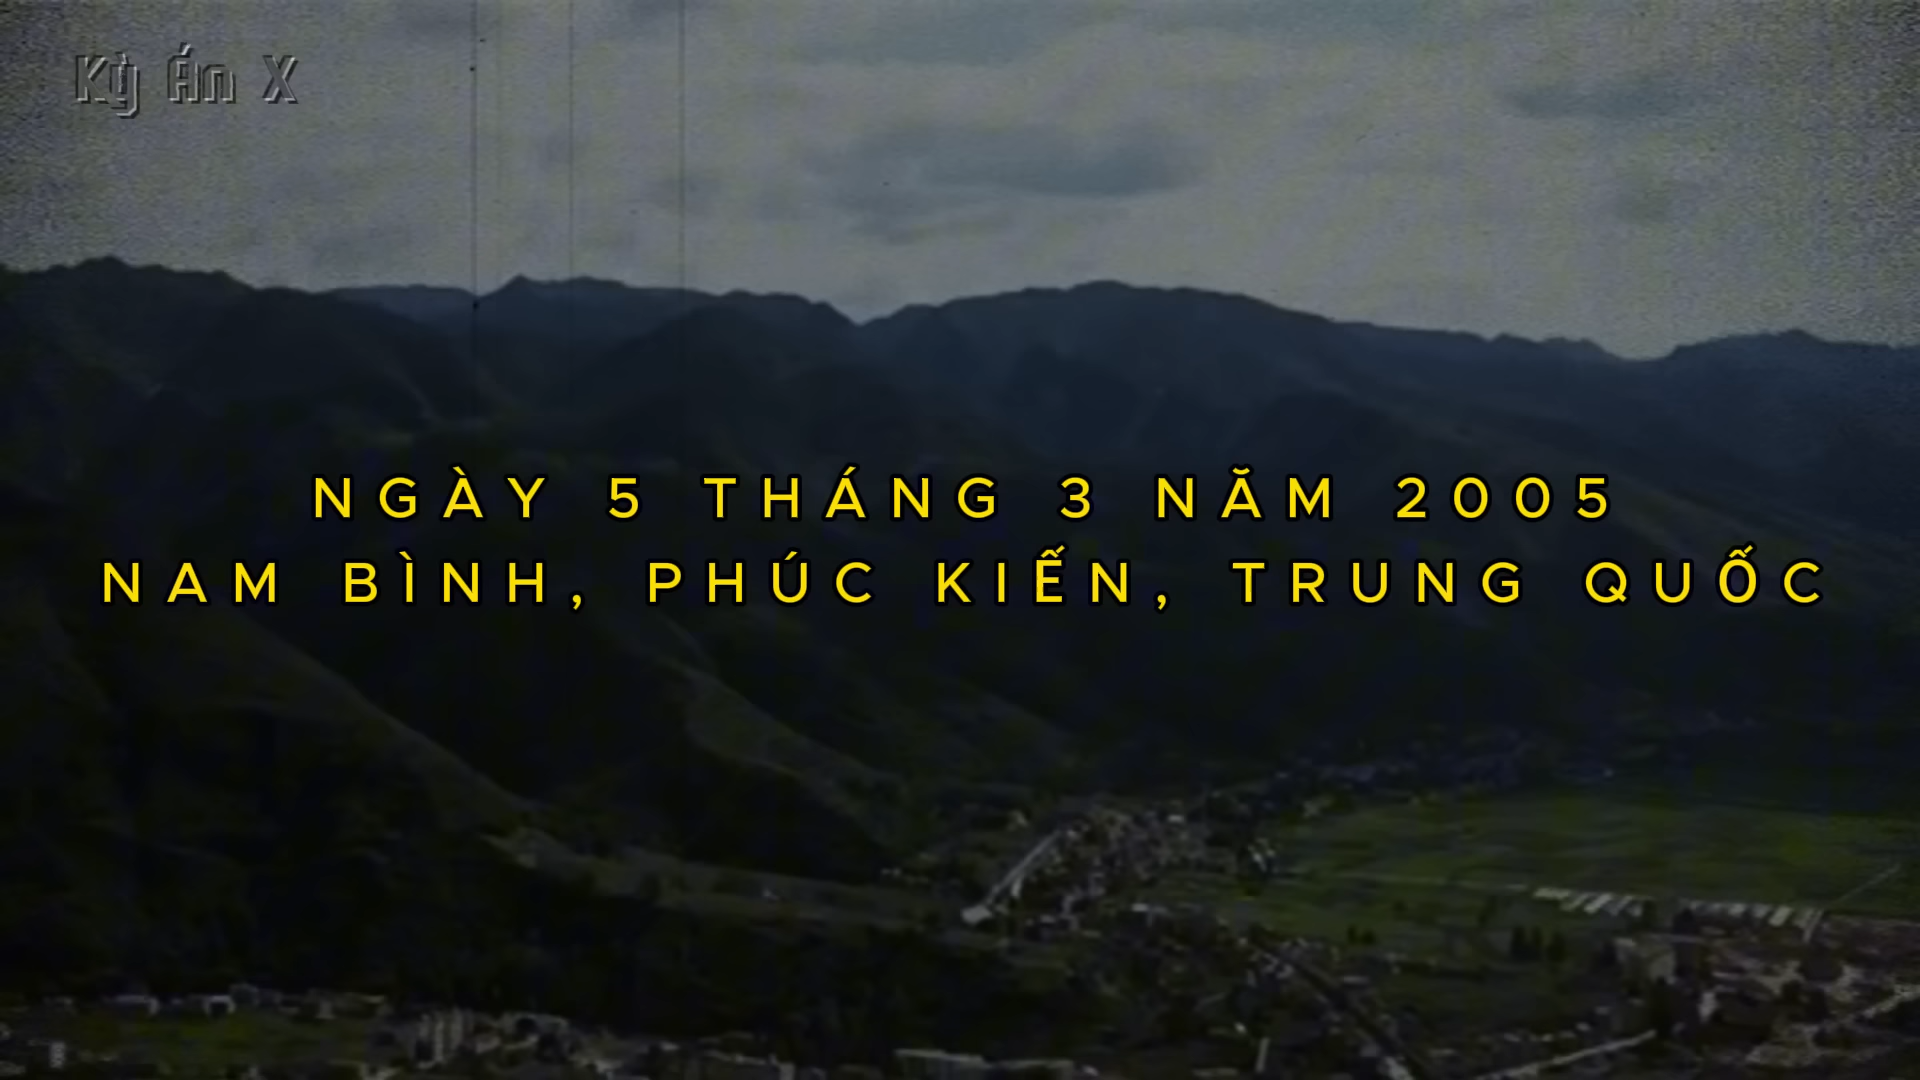 Kỳ Án X
NGÀY 5 THÁNG 3 NĂM 2005
NAM BÌNH, PHÚC KIẾN, TRUNG QUỐC